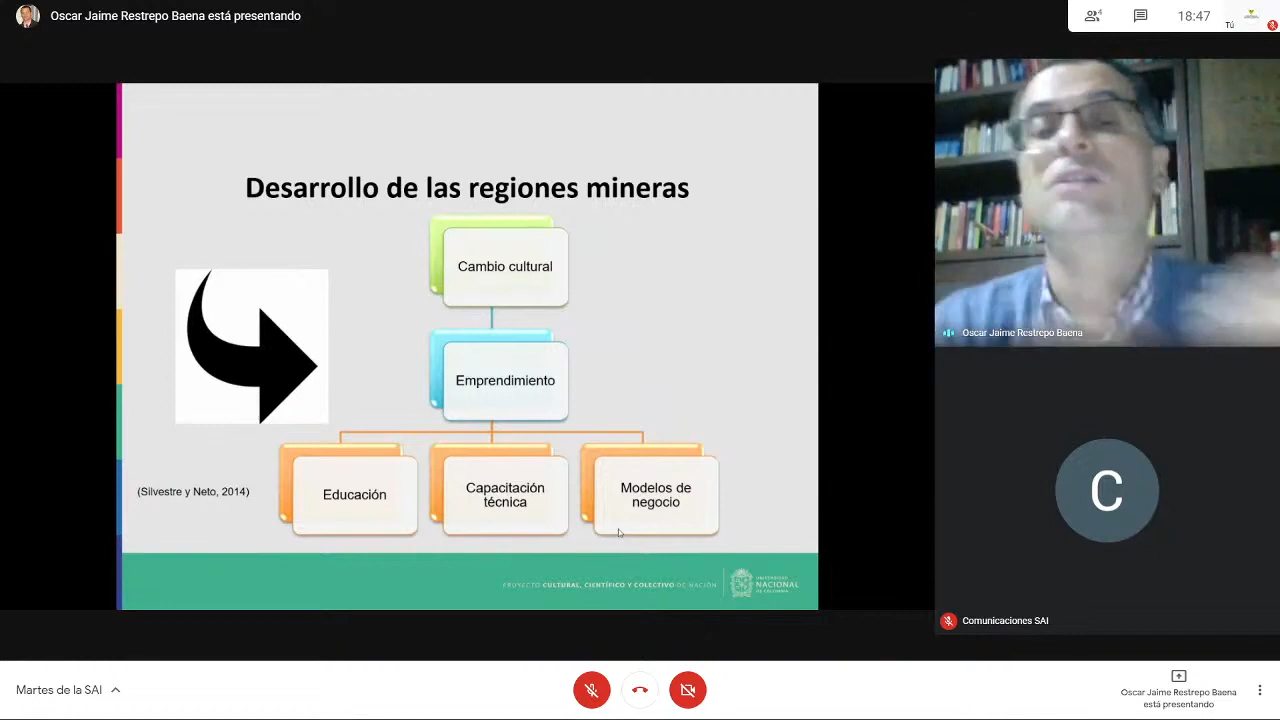 Oscar Jaime Restrepo Baena está presentando
4
18:47
Tú
Desarrollo de las regiones mineras
Cambio cultural
Emprendimiento
Educación
Capacitación
técnica
Modelos de
negocio
(Silvestre y Neto, 2014)
PROYECTO CULTURAL, CIENTÍFICO Y COLECTIVO DE NACIÓN
UNIVERSIDAD
NACIONAL
DE COLOMBIA
Oscar Jaime Restrepo Baena
C
Comunicaciones SAI
Martes de la SAI
Oscar Jaime Restrepo Baena
está presentando